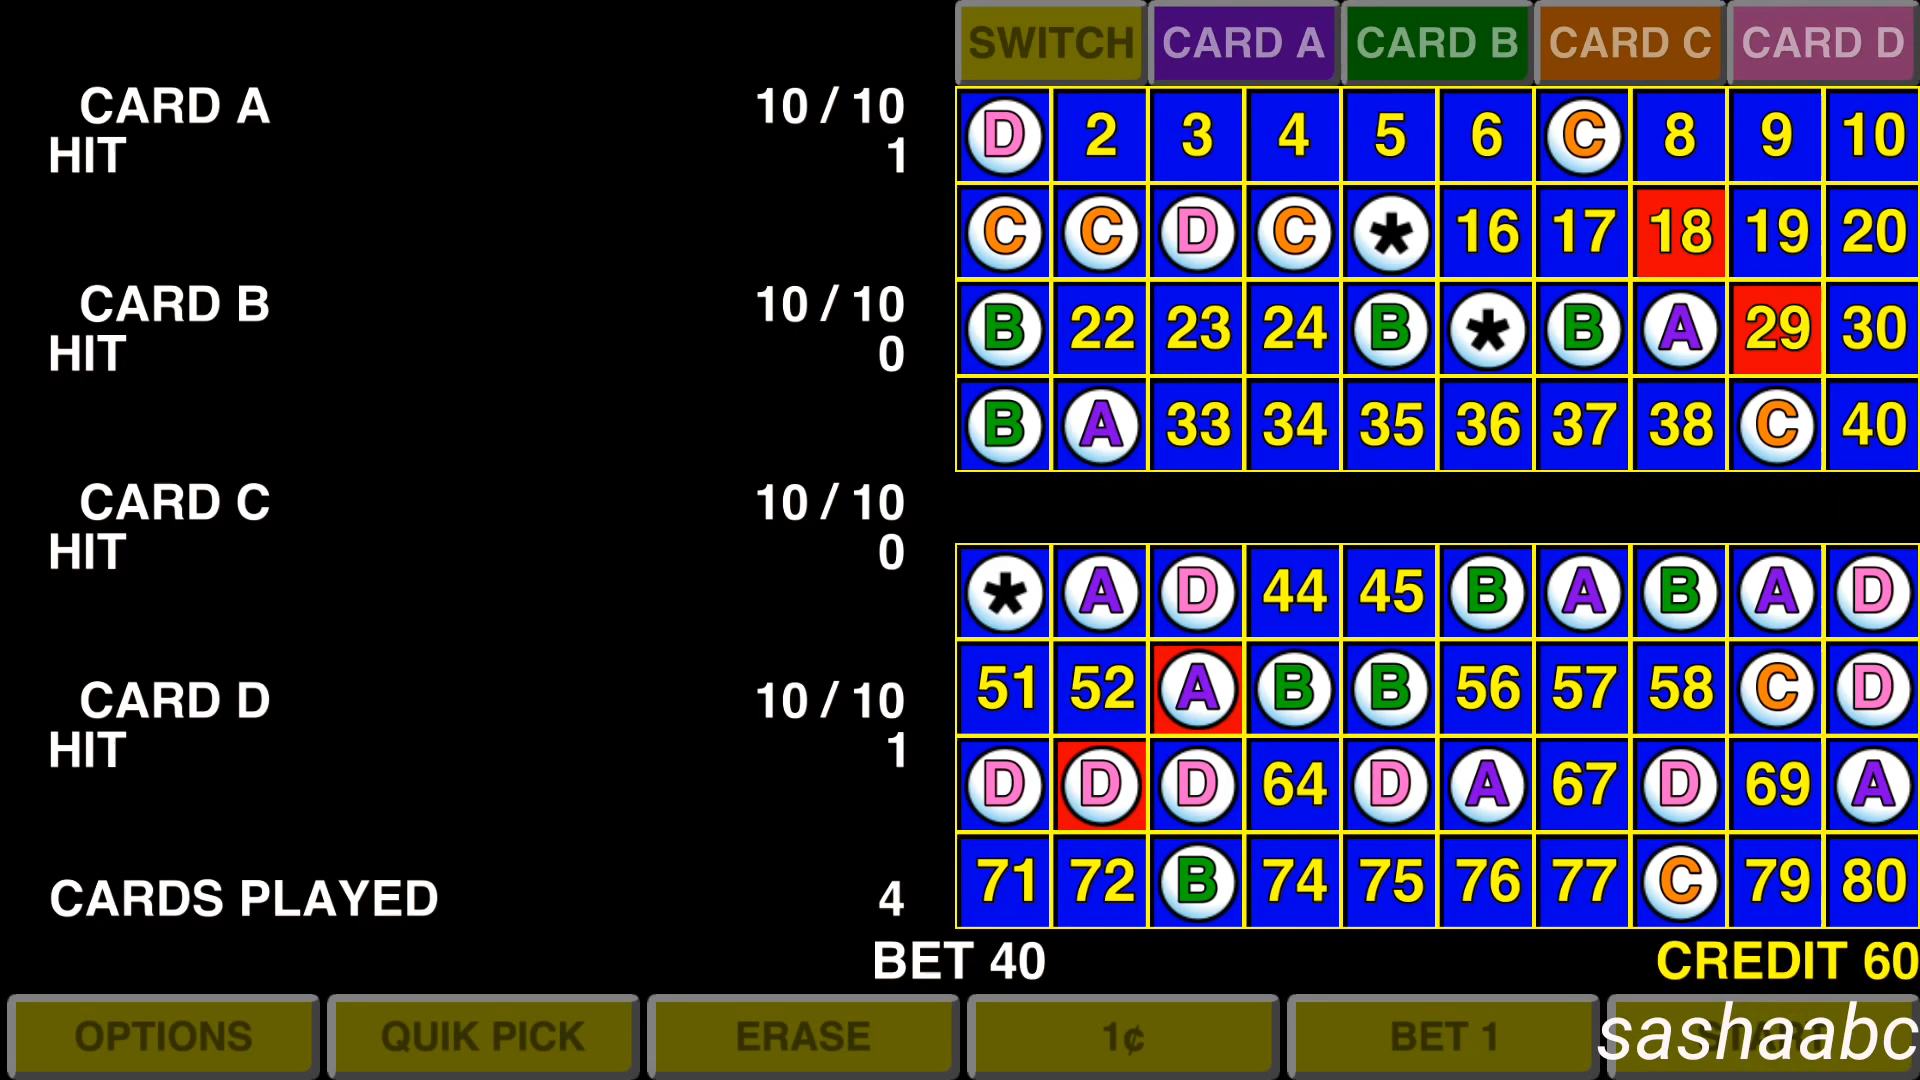 SWITCH CARD A CARD B CARD C CARD D
CARD A 10 / 10
HIT 1
CARD B 10 / 10
HIT 0
CARD C 10 / 10
HIT 0
CARD D 10 / 10
HIT 1
CARDS PLAYED 4
D 2 3 4 5 6 C 8 9 10
C C D C * 16 17 18 19 20
B 22 23 24 B * B A 29 30
B A 33 34 35 36 37 38 C 40
* A D 44 45 B A B A D
51 52 A B B 56 57 58 C D
D D D 64 D A 67 D 69 A
71 72 B 74 75 76 77 C 79 80
BET 40 CREDIT 60
OPTIONS QUIK PICK ERASE 1¢ BET 1 START
sashaabc